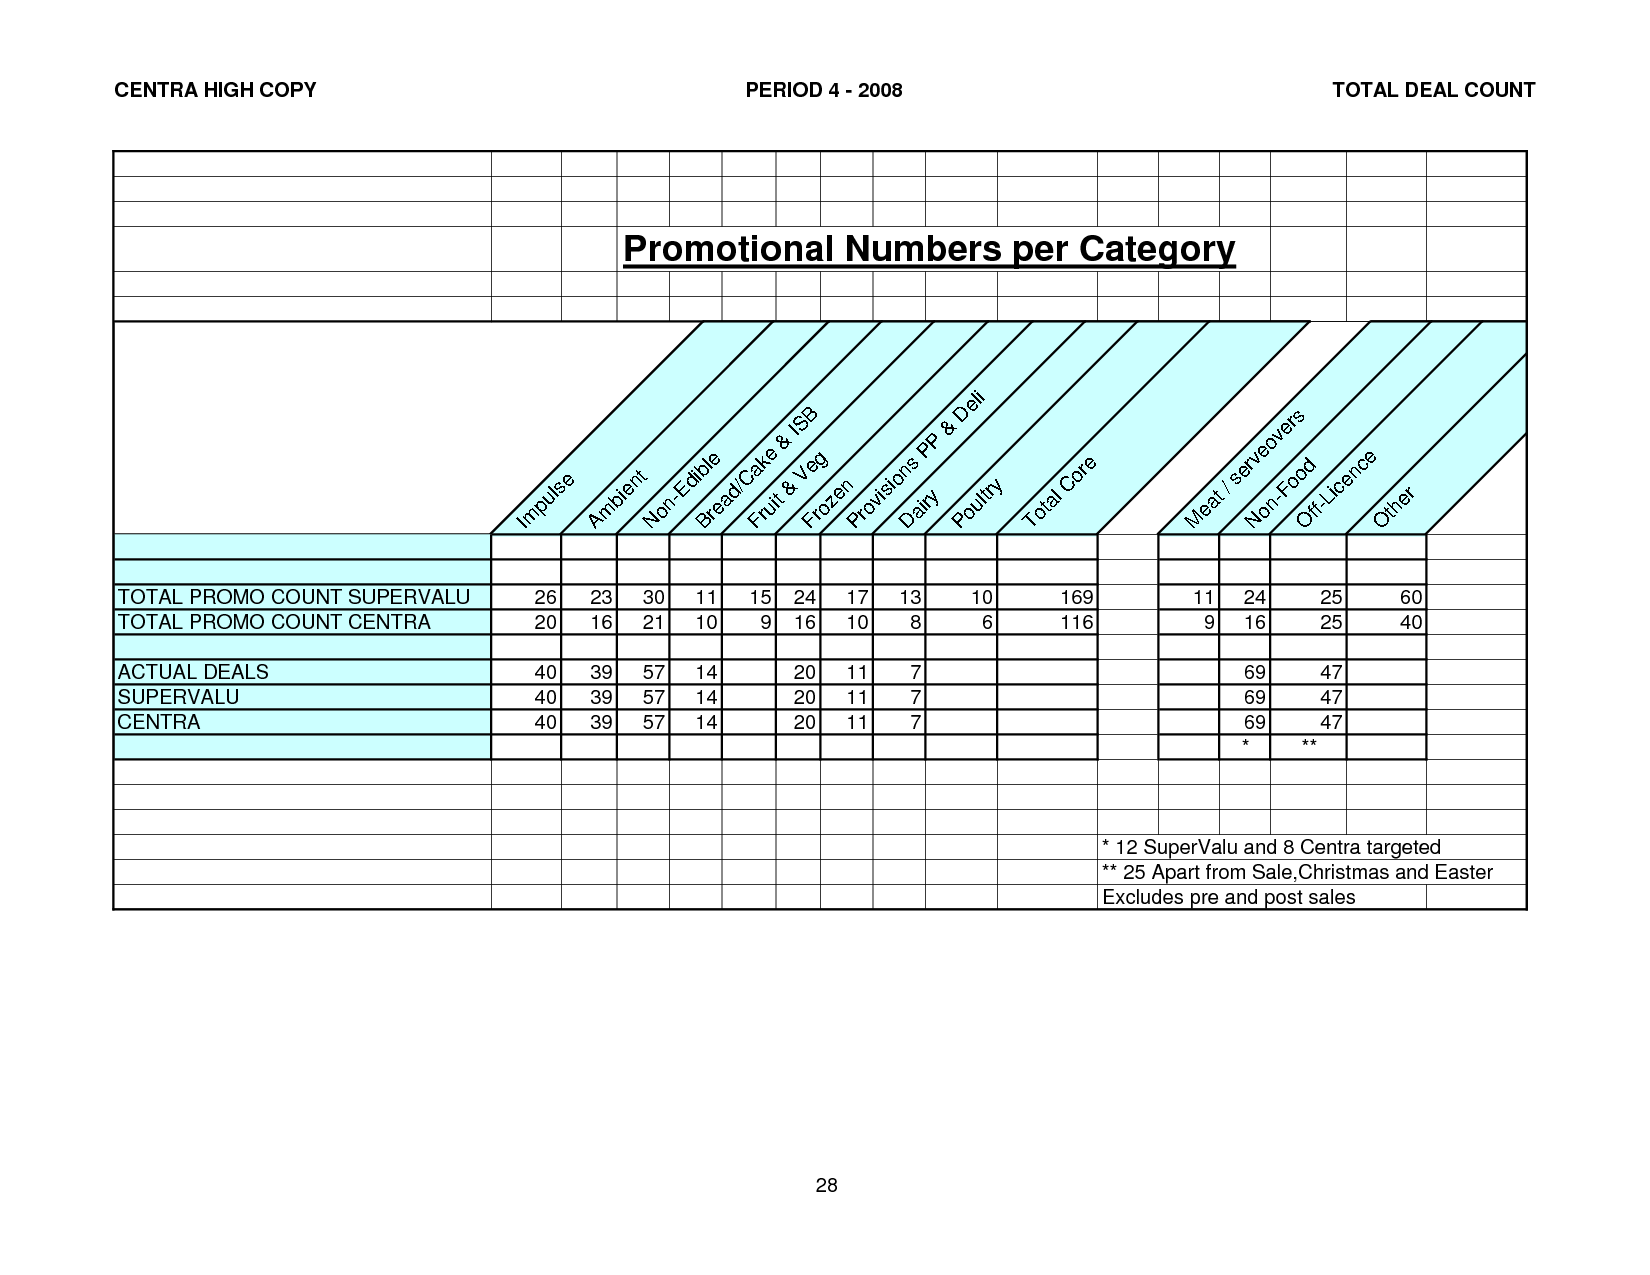 CENTRA HIGH COPY PERIOD 4 - 2008 TOTAL DEAL COUNT
Promotional Numbers per Category
Impulse Ambient Non-Edible Bread/Cake & ISB Fruit & Veg Frozen Provisions PP & Deli Dairy Poultry Total Core Meat / serveovers Non-Food Off-Licence Other
TOTAL PROMO COUNT SUPERVALU 26 23 30 11 15 24 17 13 10 169 11 24 25 60
TOTAL PROMO COUNT CENTRA 20 16 21 10 9 16 10 8 6 116 9 16 25 40
ACTUAL DEALS 40 39 57 14 20 11 7 69 47
SUPERVALU 40 39 57 14 20 11 7 69 47
CENTRA 40 39 57 14 20 11 7 69 47
* **
* 12 SuperValu and 8 Centra targeted
** 25 Apart from Sale,Christmas and Easter
Excludes pre and post sales
28